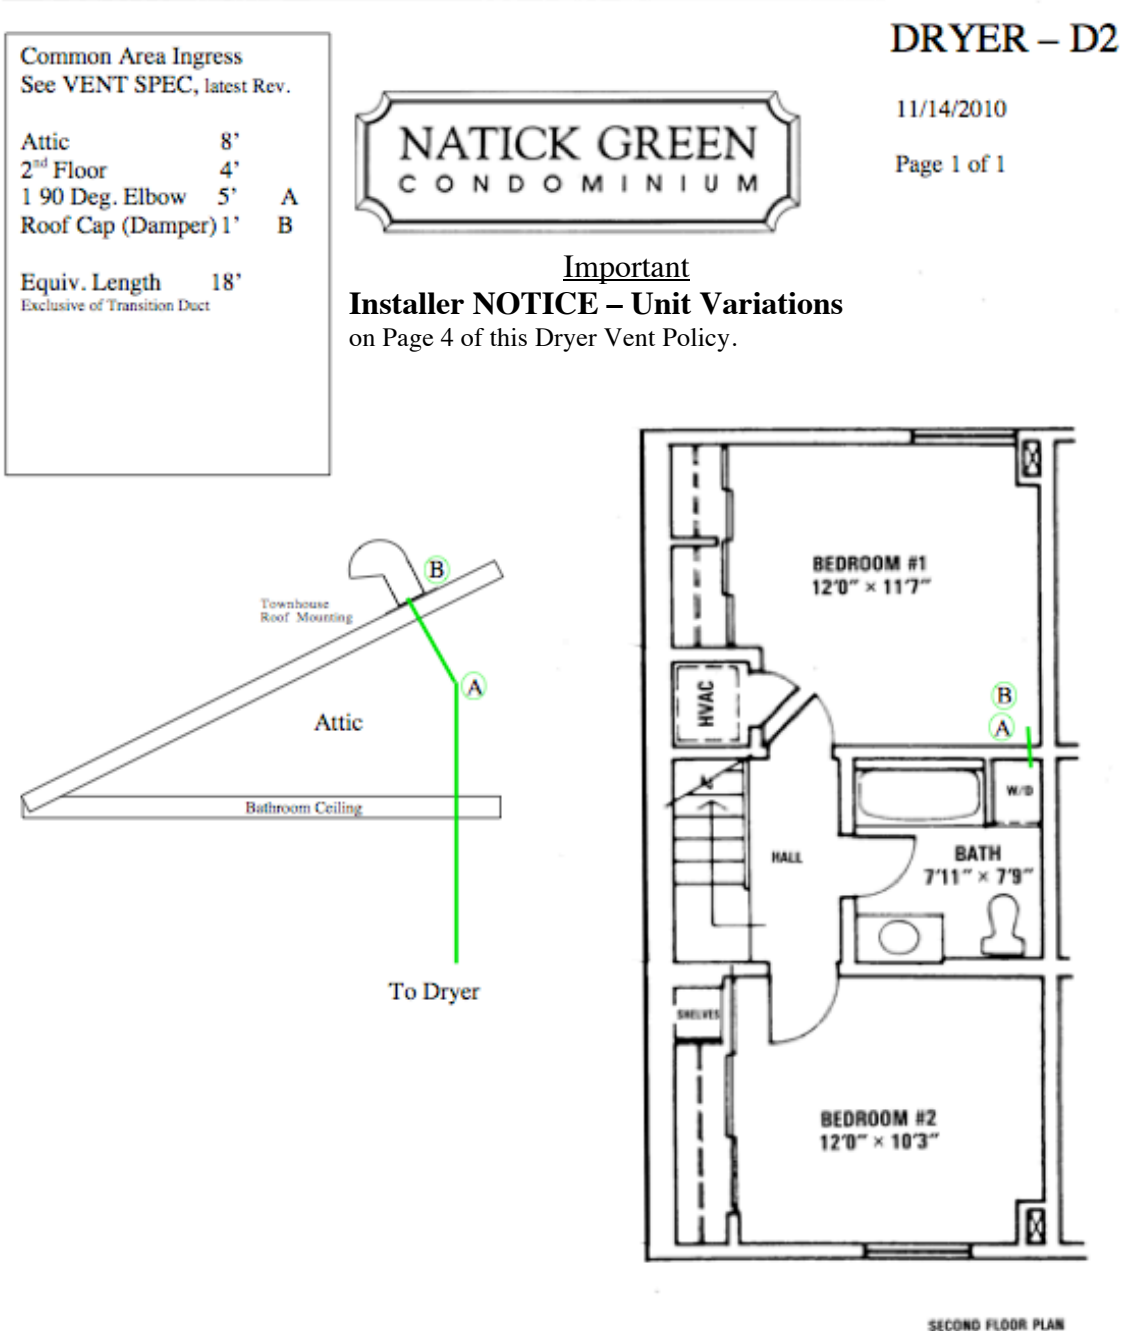 DRYER – D2
11/14/2010
Page 1 of 1
Common Area Ingress
See VENT SPEC, latest Rev.
Attic 8’
2nd Floor 4’
1 90 Deg. Elbow 5’ A
Roof Cap (Damper) 1’ B
Equiv. Length 18’
Exclusive of Transition Duct
NATICK GREEN
CONDOMINIUM
Important
Installer NOTICE – Unit Variations
on Page 4 of this Dryer Vent Policy.
B
Townhouse
Roof Mounting
A
Attic
Bathroom Ceiling
To Dryer
BEDROOM #1
12'0" × 11'7"
HVAC
B
A
W/D
HALL
BATH
7'11" × 7'9"
SHELVES
BEDROOM #2
12'0" × 10'3"
SECOND FLOOR PLAN